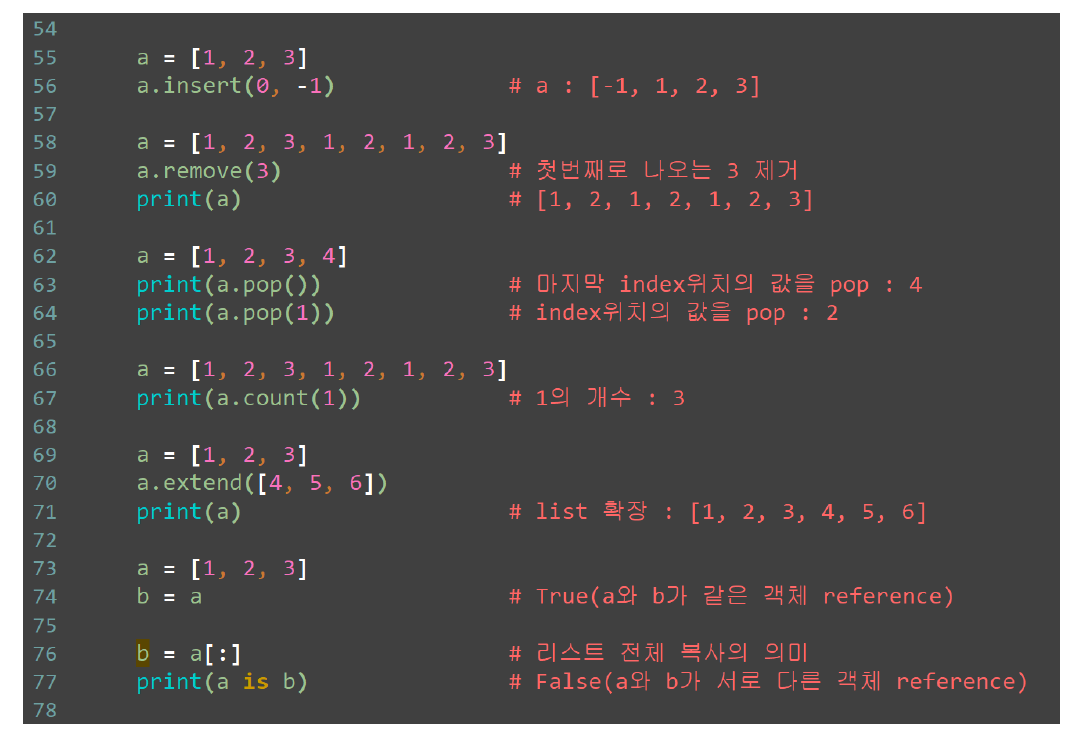 54
55 a = [1, 2, 3]
56 a.insert(0, -1) # a : [-1, 1, 2, 3]
57
58 a = [1, 2, 3, 1, 2, 1, 2, 3]
59 a.remove(3) # 첫번째로 나오는 3 제거
60 print(a) # [1, 2, 1, 2, 1, 2, 3]
61
62 a = [1, 2, 3, 4]
63 print(a.pop()) # 마지막 index위치의 값을 pop : 4
64 print(a.pop(1)) # index위치의 값을 pop : 2
65
66 a = [1, 2, 3, 1, 2, 1, 2, 3]
67 print(a.count(1)) # 1의 개수 : 3
68
69 a = [1, 2, 3]
70 a.extend([4, 5, 6])
71 print(a) # list 확장 : [1, 2, 3, 4, 5, 6]
72
73 a = [1, 2, 3]
74 b = a # True(a와 b가 같은 객체 reference)
75
76 b = a[:] # 리스트 전체 복사의 의미
77 print(a is b) # False(a와 b가 서로 다른 객체 reference)
78